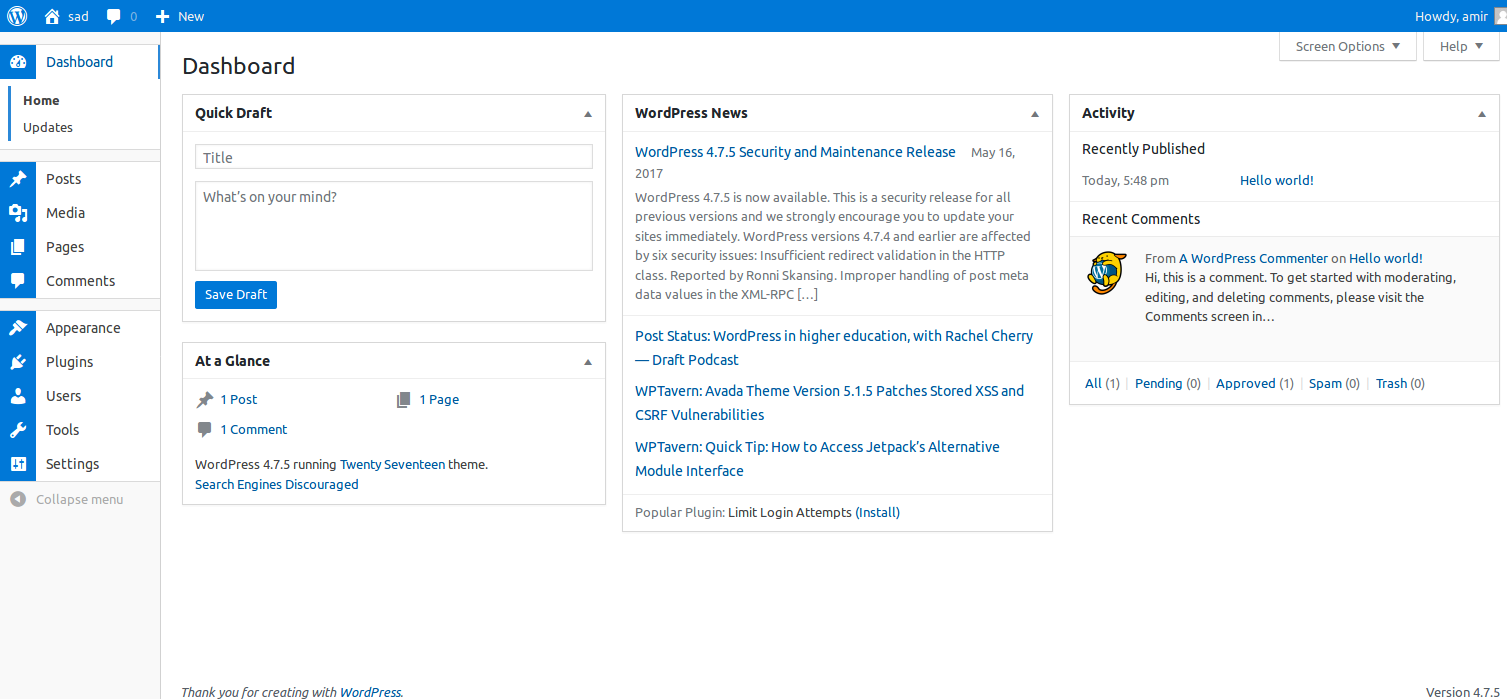 sad 0 New Howdy, amir
Screen Options Help
Dashboard
Home
Updates
Posts
Media
Pages
Comments
Appearance
Plugins
Users
Tools
Settings
Collapse menu
Dashboard
Quick Draft
Title
What's on your mind?
Save Draft
At a Glance
1 Post 1 Page
1 Comment
WordPress 4.7.5 running Twenty Seventeen theme.
Search Engines Discouraged
WordPress News
WordPress 4.7.5 Security and Maintenance Release May 16,
2017
WordPress 4.7.5 is now available. This is a security release for all
previous versions and we strongly encourage you to update your
sites immediately. WordPress versions 4.7.4 and earlier are affected
by six security issues: Insufficient redirect validation in the HTTP
class. Reported by Ronni Skansing. Improper handling of post meta
data values in the XML-RPC […]
Post Status: WordPress in higher education, with Rachel Cherry
— Draft Podcast
WPTavern: Avada Theme Version 5.1.5 Patches Stored XSS and
CSRF Vulnerabilities
WPTavern: Quick Tip: How to Access Jetpack's Alternative
Module Interface
Popular Plugin: Limit Login Attempts (Install)
Activity
Recently Published
Today, 5:48 pm Hello world!
Recent Comments
From A WordPress Commenter on Hello world!
Hi, this is a comment. To get started with moderating,
editing, and deleting comments, please visit the
Comments screen in…
All (1) | Pending (0) | Approved (1) | Spam (0) | Trash (0)
Thank you for creating with WordPress.
Version 4.7.5